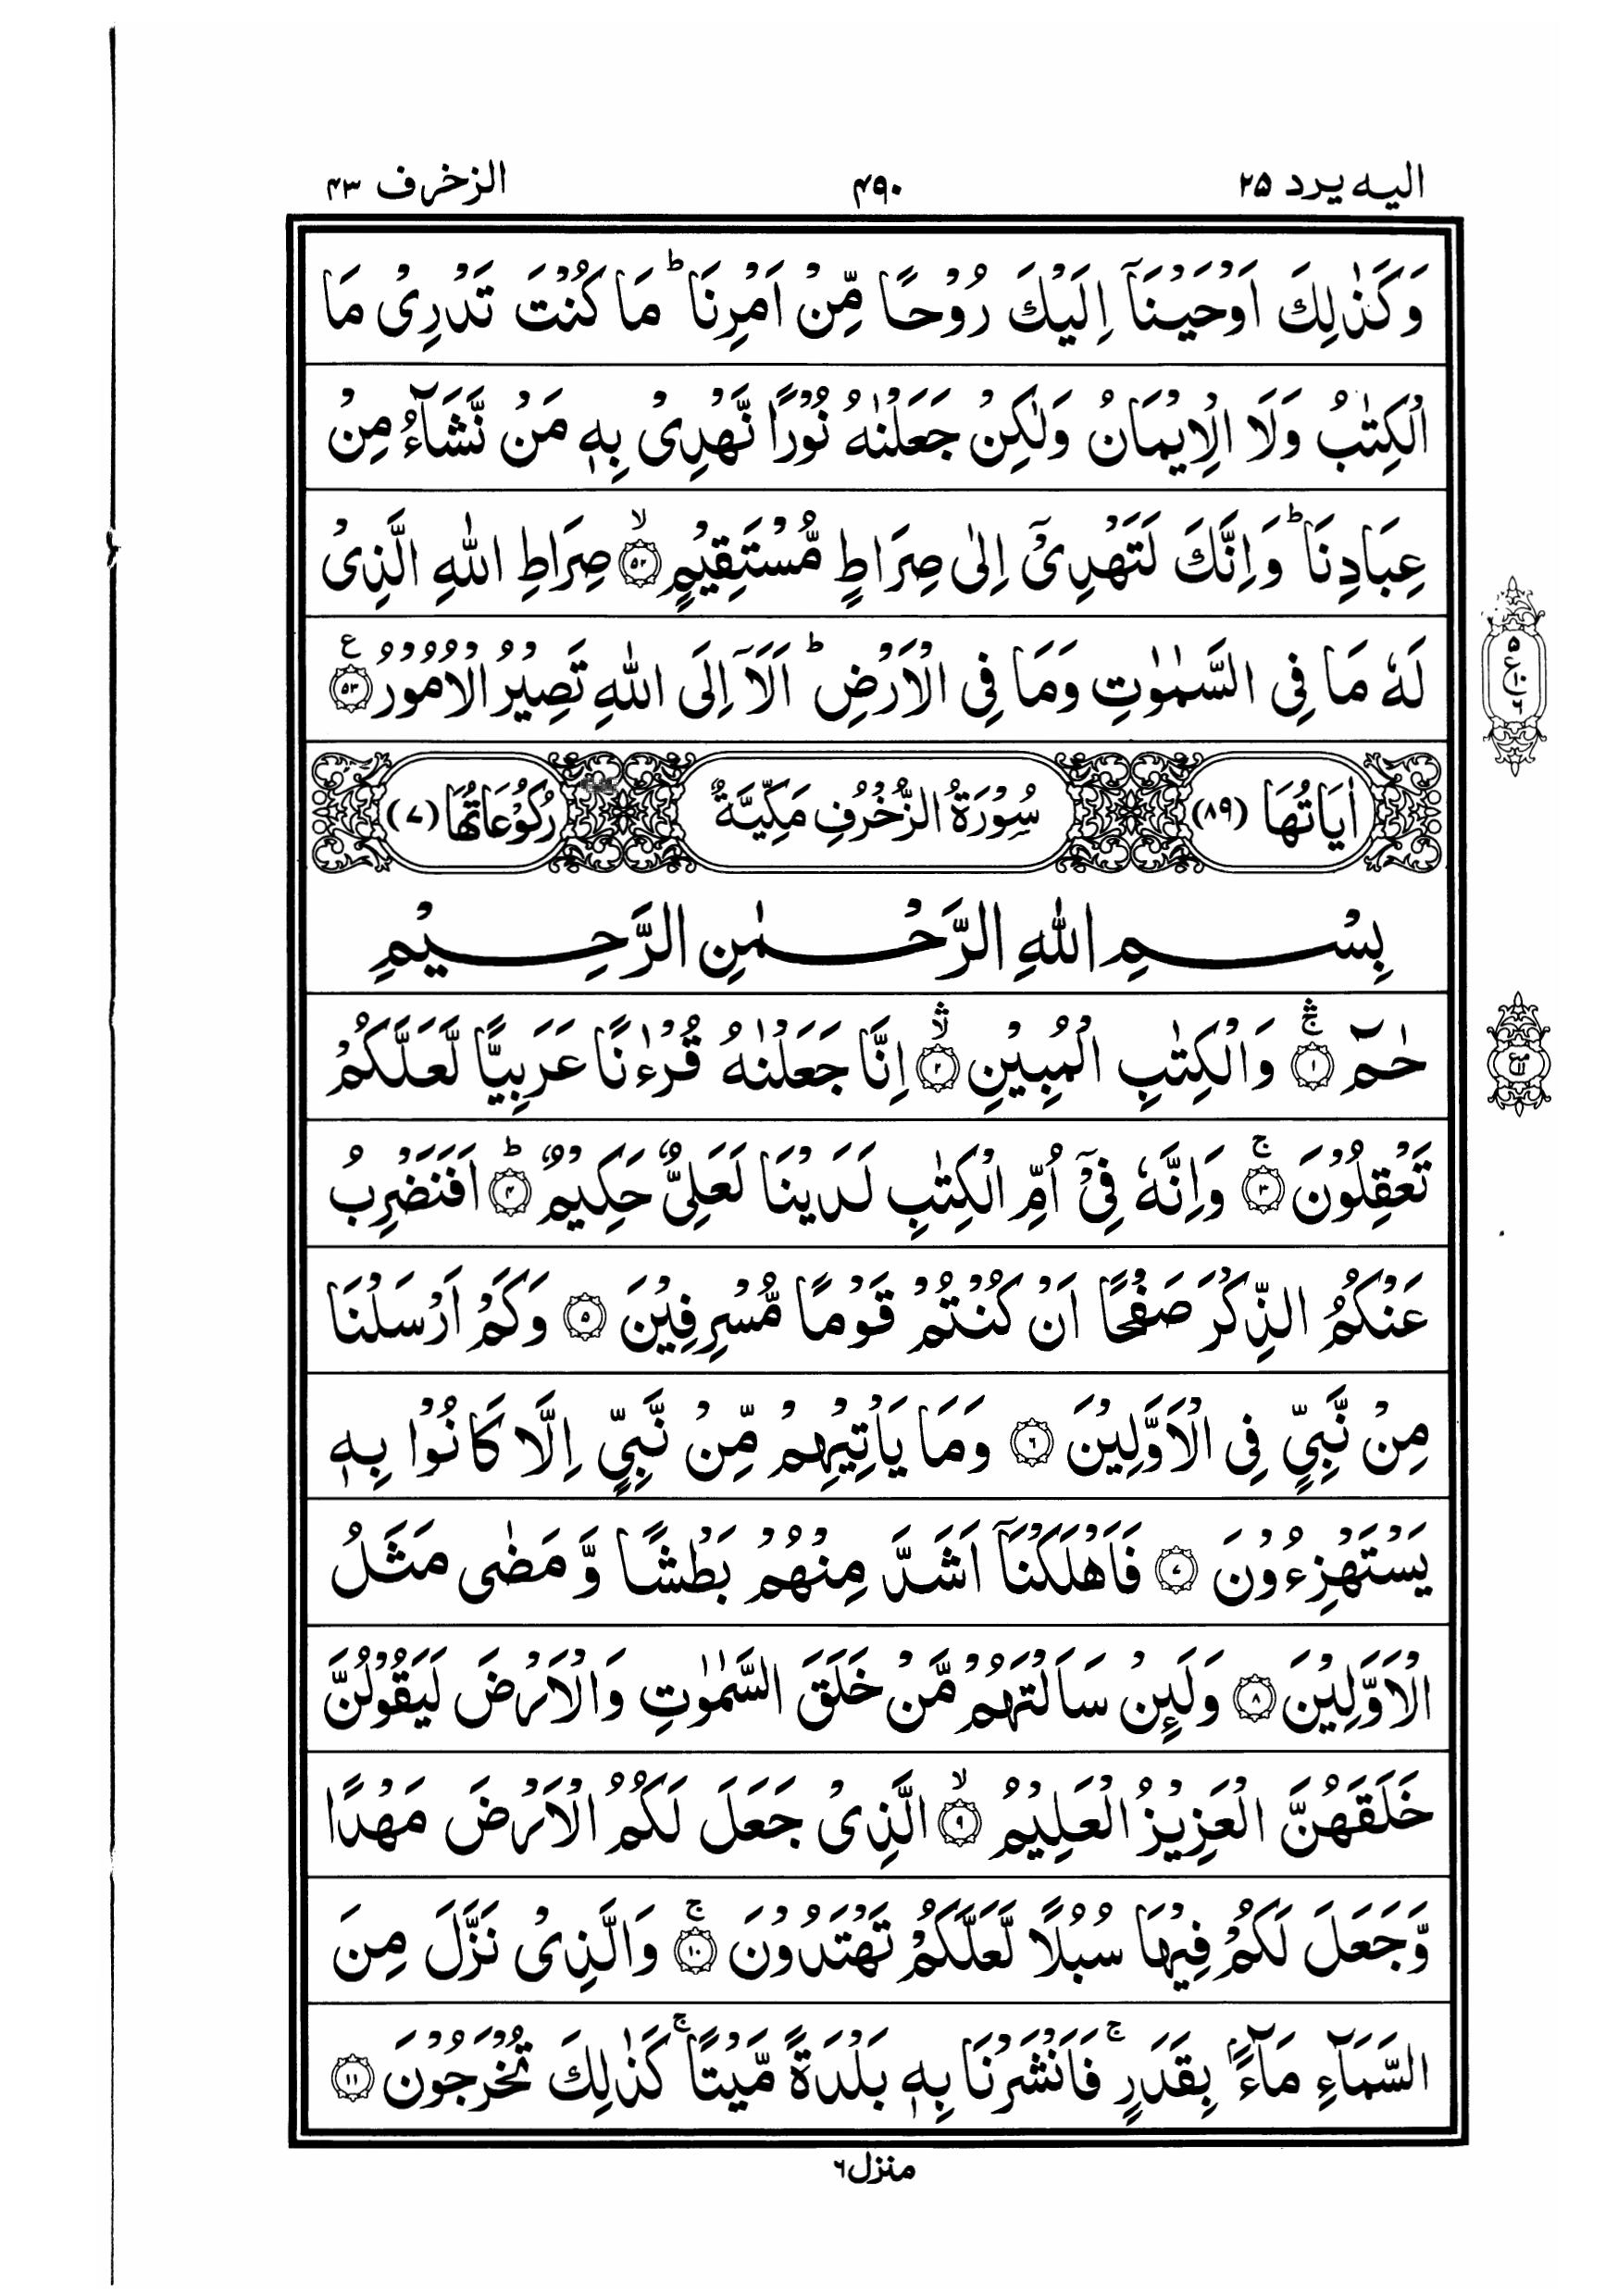 الیه یرد ۲۵ ۴۹۰ الزخرف ۴۳
وَكَذٰلِكَ اَوْحَيْنَاۤ اِلَيْكَ رُوْحًا مِّنْ اَمْرِنَا ؕ مَا كُنْتَ تَدْرِیْ مَا
الْكِتٰبُ وَلَا الْاِيْمَانُ وَلٰكِنْ جَعَلْنٰهُ نُوْرًا نَّهْدِیْ بِهٖ مَنْ نَّشَآءُ مِنْ
عِبَادِنَا ؕ وَاِنَّكَ لَتَهْدِیْۤ اِلٰی صِرَاطٍ مُّسْتَقِيْمٍ ۙ۵۲ صِرَاطِ اللّٰهِ الَّذِیْ
لَهٗ مَا فِی السَّمٰوٰتِ وَمَا فِی الْاَرْضِ ؕ اَلَاۤ اِلَی اللّٰهِ تَصِيْرُ الْاُمُوْرُ ۵۳ ع
ع ۵ ۱۰ ۶
اٰيَاتُهَا (۸۹) سُوْرَةُ الزُّخْرُفِ مَكِّيَّةٌ رُكُوْعَاتُهَا (۷)
بِسْمِ اللّٰهِ الرَّحْمٰنِ الرَّحِيْمِ
حٰمٓ ۚۛ۱ وَالْكِتٰبِ الْمُبِيْنِ ۙۛ۲ اِنَّا جَعَلْنٰهُ قُرْءٰنًا عَرَبِيًّا لَّعَلَّكُمْ
تَعْقِلُوْنَ ۚ۳ وَاِنَّهٗ فِیْۤ اُمِّ الْكِتٰبِ لَدَيْنَا لَعَلِیٌّ حَكِيْمٌ ؕ۴ اَفَنَضْرِبُ
عَنْكُمُ الذِّكْرَ صَفْحًا اَنْ كُنْتُمْ قَوْمًا مُّسْرِفِيْنَ ۵ وَكَمْ اَرْسَلْنَا
مِنْ نَّبِیٍّ فِی الْاَوَّلِيْنَ ۶ وَمَا يَاْتِيْهِمْ مِّنْ نَّبِیٍّ اِلَّا كَانُوْا بِهٖ
يَسْتَهْزِءُوْنَ ۷ فَاَهْلَكْنَاۤ اَشَدَّ مِنْهُمْ بَطْشًا وَّمَضٰی مَثَلُ
الْاَوَّلِيْنَ ۸ وَلَئِنْ سَاَلْتَهُمْ مَّنْ خَلَقَ السَّمٰوٰتِ وَالْاَرْضَ لَيَقُوْلُنَّ
خَلَقَهُنَّ الْعَزِيْزُ الْعَلِيْمُ ۙ۹ الَّذِیْ جَعَلَ لَكُمُ الْاَرْضَ مَهْدًا
وَّجَعَلَ لَكُمْ فِيْهَا سُبُلًا لَّعَلَّكُمْ تَهْتَدُوْنَ ۚ۱۰ وَالَّذِیْ نَزَّلَ مِنَ
السَّمَآءِ مَآءًۢ بِقَدَرٍ ۚ فَاَنْشَرْنَا بِهٖ بَلْدَةً مَّيْتًا ۚ كَذٰلِكَ تُخْرَجُوْنَ ۱۱
منزل۶